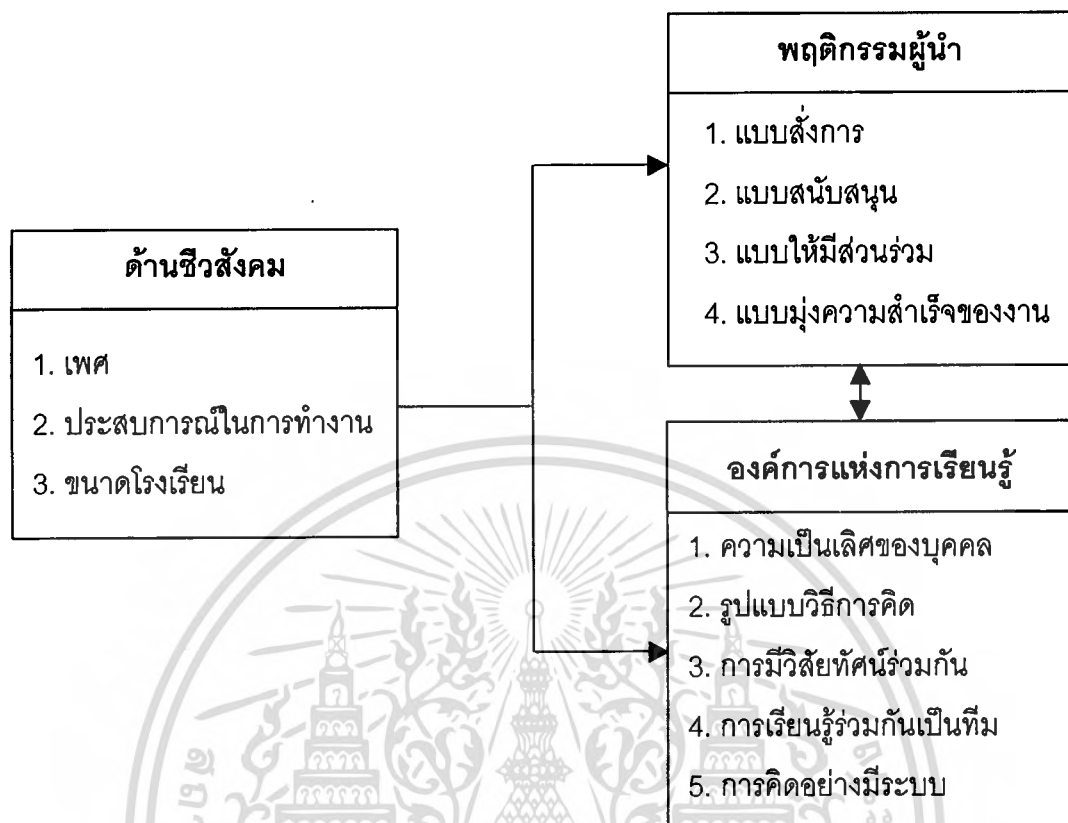 พฤติกรรมผู้นำ
1. แบบสั่งการ
2. แบบสนับสนุน
3. แบบให้มีส่วนร่วม
4. แบบมุ่งความสำเร็จของงาน
ด้านชีวสังคม
1. เพศ
2. ประสบการณ์ในการทำงาน
3. ขนาดโรงเรียน
องค์การแห่งการเรียนรู้
1. ความเป็นเลิศของบุคคล
2. รูปแบบวิธีการคิด
3. การมีวิสัยทัศน์ร่วมกัน
4. การเรียนรู้ร่วมกันเป็นทีม
5. การคิดอย่างมีระบบ